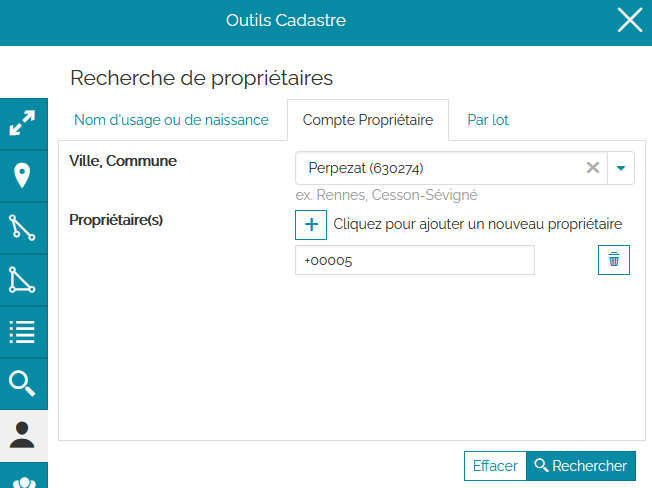 Outils Cadastre
Recherche de propriétaires
Nom d'usage ou de naissance
Compte Propriétaire
Par lot
Ville, Commune
Perpezat (630274)
ex. Rennes, Cesson-Sévigné
Propriétaire(s)
Cliquez pour ajouter un nouveau propriétaire
+00005
Effacer
Rechercher